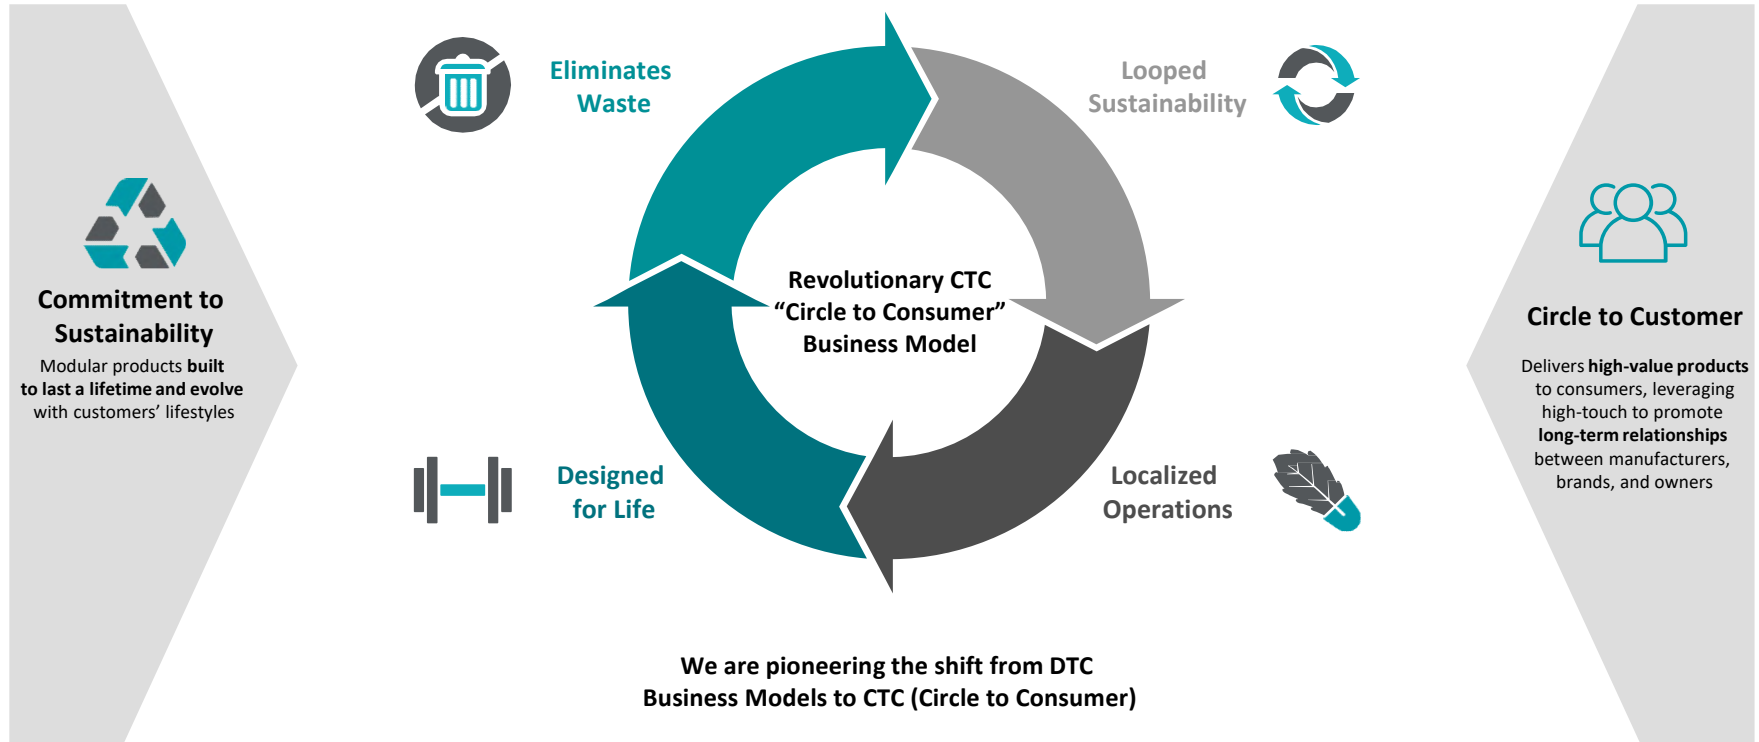 Eliminates
Waste
Looped
Sustainability
Commitment to
Sustainability
Modular products built
to last a lifetime and evolve
with customers’ lifestyles
Revolutionary CTC
“Circle to Consumer”
Business Model
Circle to Customer
Delivers high-value products
to consumers, leveraging
high-touch to promote
long-term relationships
between manufacturers,
brands, and owners
Designed
for Life
Localized
Operations
We are pioneering the shift from DTC
Business Models to CTC (Circle to Consumer)